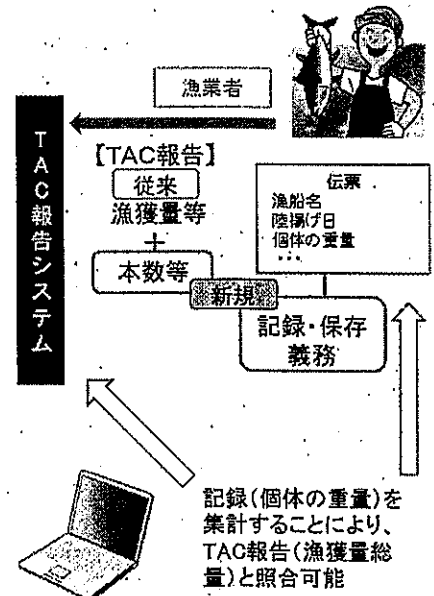 漁業者
TAC報告システム
【TAC報告】
従来
漁獲量等
+
本数等
新規
伝票
漁船名
陸揚げ日
個体の重量
・・・
記録・保存
義務
記録(個体の重量)を
集計することにより、
TAC報告(漁獲量総
量)と照合可能